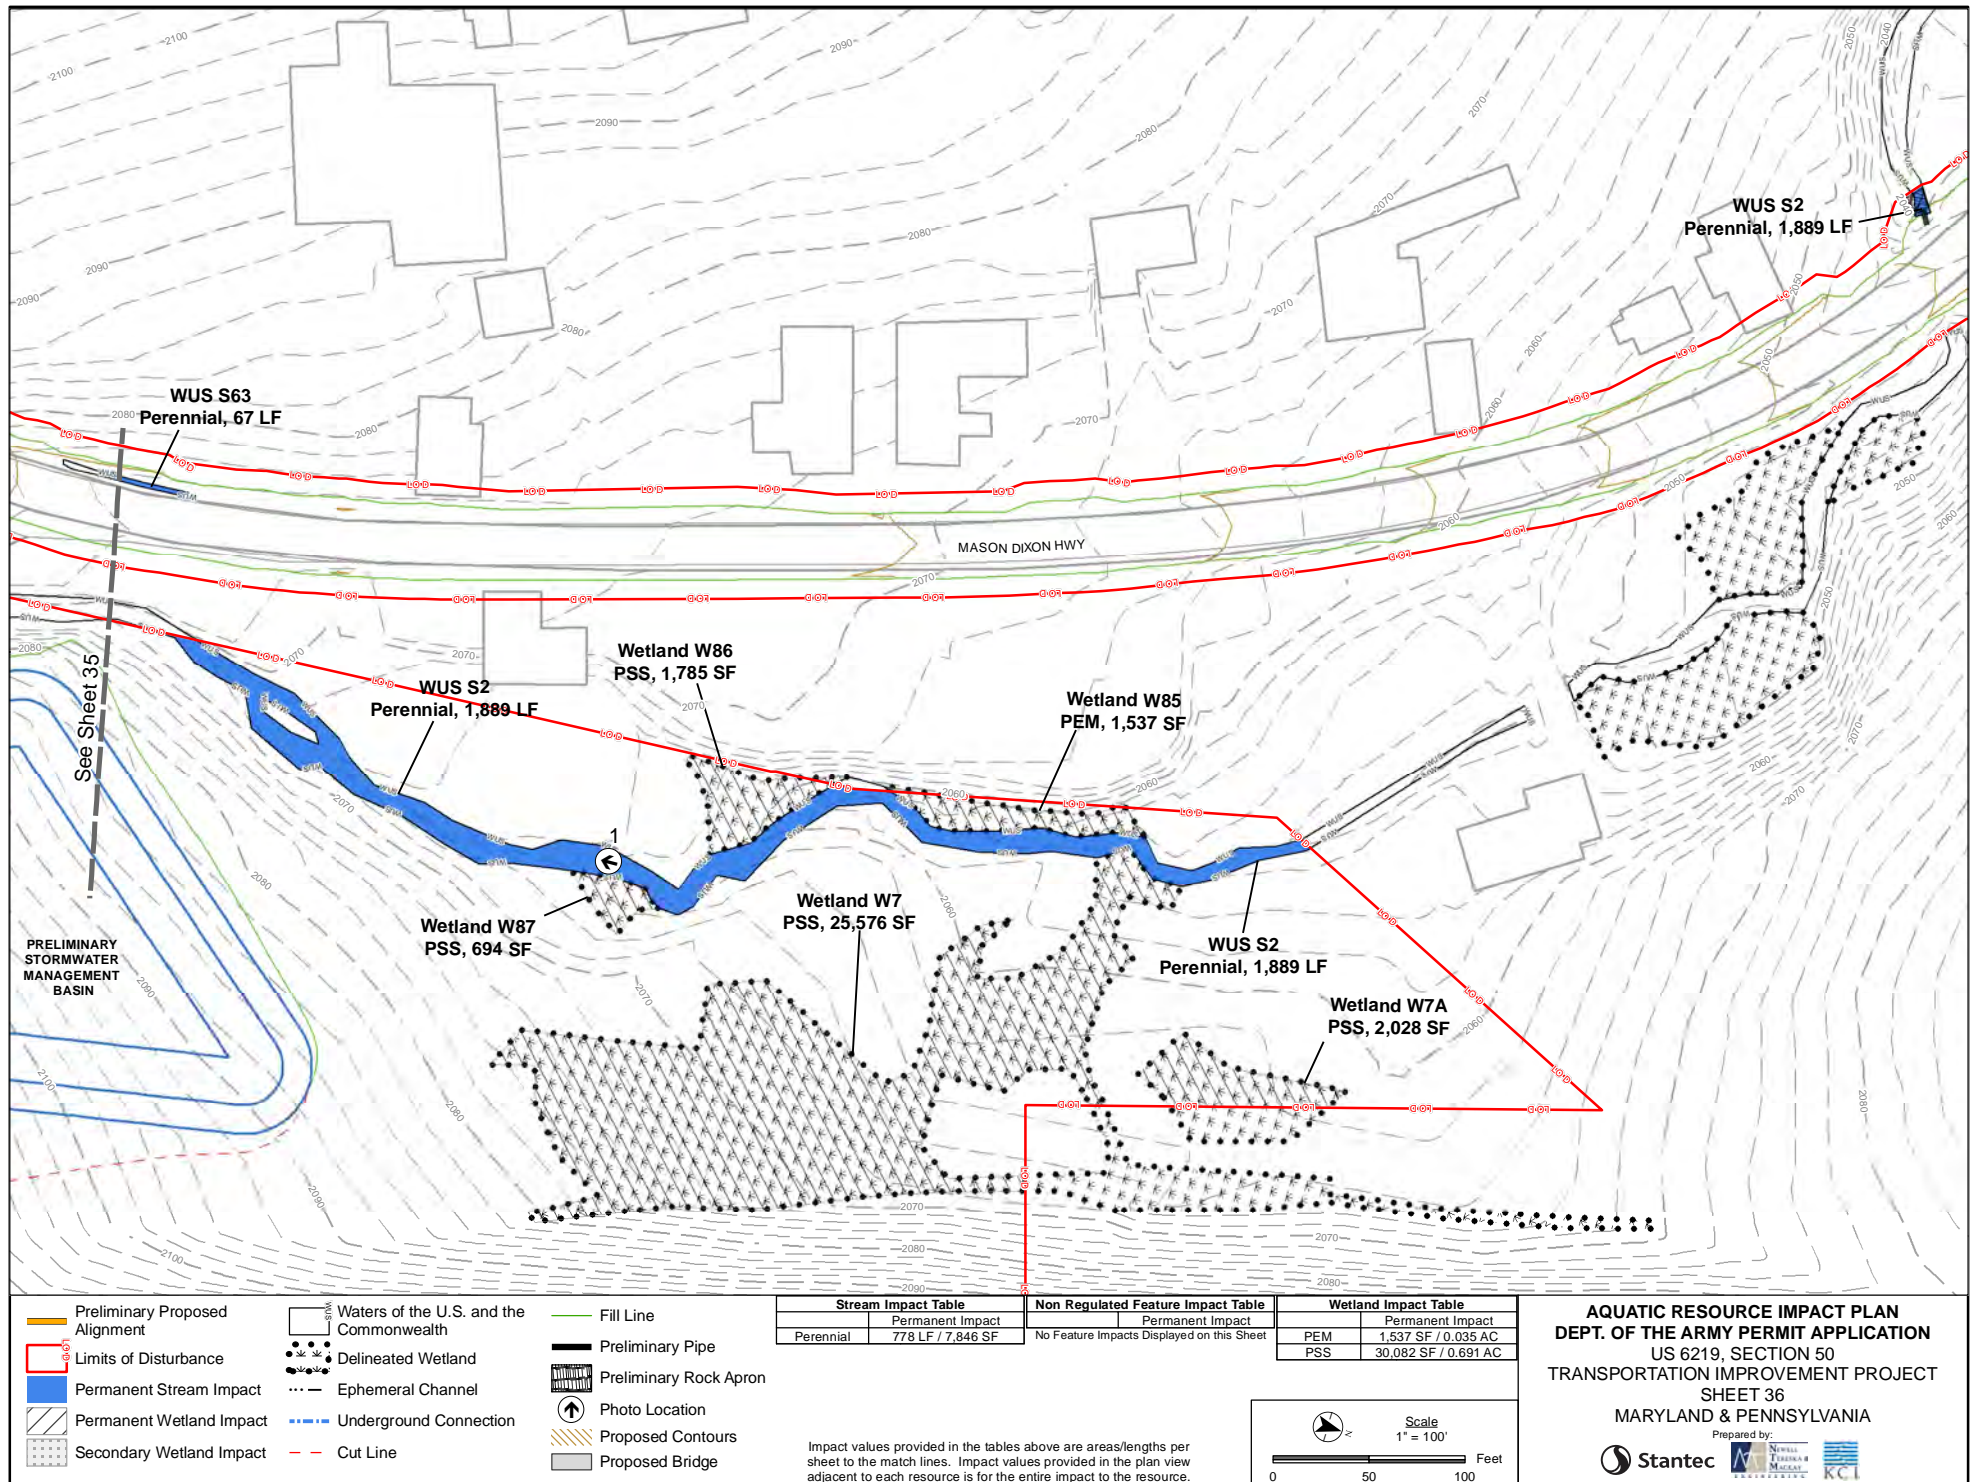 WUS S2
Perennial, 1,889 LF
WUS S63
Perennial, 67 LF
MASON DIXON HWY
See Sheet 35
WUS S2
Perennial, 1,889 LF
Wetland W86
PSS, 1,785 SF
Wetland W85
PEM, 1,537 SF
1
Wetland W87
PSS, 694 SF
Wetland W7
PSS, 25,576 SF
WUS S2
Perennial, 1,889 LF
Wetland W7A
PSS, 2,028 SF
PRELIMINARY
STORMWATER
MANAGEMENT
BASIN
Preliminary Proposed
Alignment
Limits of Disturbance
Permanent Stream Impact
Permanent Wetland Impact
Secondary Wetland Impact
Waters of the U.S. and the
Commonwealth
Delineated Wetland
Ephemeral Channel
Underground Connection
Cut Line
Fill Line
Preliminary Pipe
Preliminary Rock Apron
Photo Location
Proposed Contours
Proposed Bridge
Stream Impact Table
Permanent Impact
Perennial 778 LF / 7,846 SF
Non Regulated Feature Impact Table
Permanent Impact
No Feature Impacts Displayed on this Sheet
Wetland Impact Table
Permanent Impact
PEM 1,537 SF / 0.035 AC
PSS 30,082 SF / 0.691 AC
Impact values provided in the tables above are areas/lengths per
sheet to the match lines. Impact values provided in the plan view
adjacent to each resource is for the entire impact to the resource.
Scale
1" = 100'
Feet
0 50 100
AQUATIC RESOURCE IMPACT PLAN
DEPT. OF THE ARMY PERMIT APPLICATION
US 6219, SECTION 50
TRANSPORTATION IMPROVEMENT PROJECT
SHEET 36
MARYLAND & PENNSYLVANIA
Prepared by:
Stantec
KCI